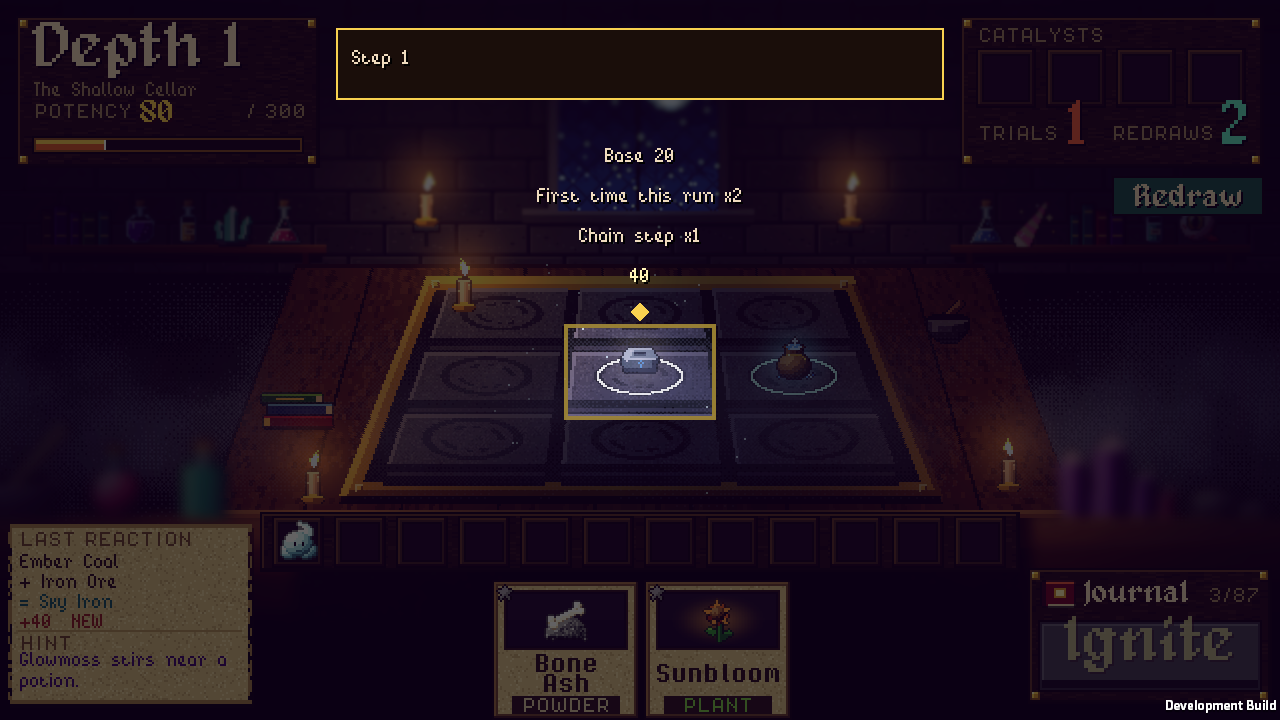 Depth 1
The Shallow Cellar
POTENCY 80 / 300
Step 1
CATALYSTS
TRIALS 1 REDRAWS 2
Redraw
Base 20
First time this run x2
Chain step x1
40
LAST REACTION
Ember Coal
+ Iron Ore
= Sky Iron
+40 NEW
HINT
Glowmoss stirs near a
potion.
Bone
Ash
POWDER
Sunbloom
PLANT
Journal 3/87
Ignite
Development Build